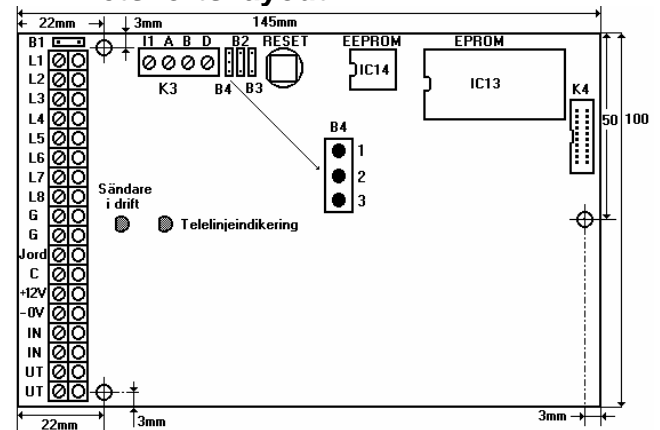 145mm
22mm
3mm
B1
I1 A B D
B2
RESET
EEPROM
EPROM
L1
L2
L3
L4
L5
L6
L7
L8
G
G
Jord
C
+12V
-0V
IN
IN
UT
UT
K3
B4
B3
IC14
IC13
K4
50
100
B4
1
2
3
Sändare
i drift
Telelinjeindikering
22mm
3mm
3mm